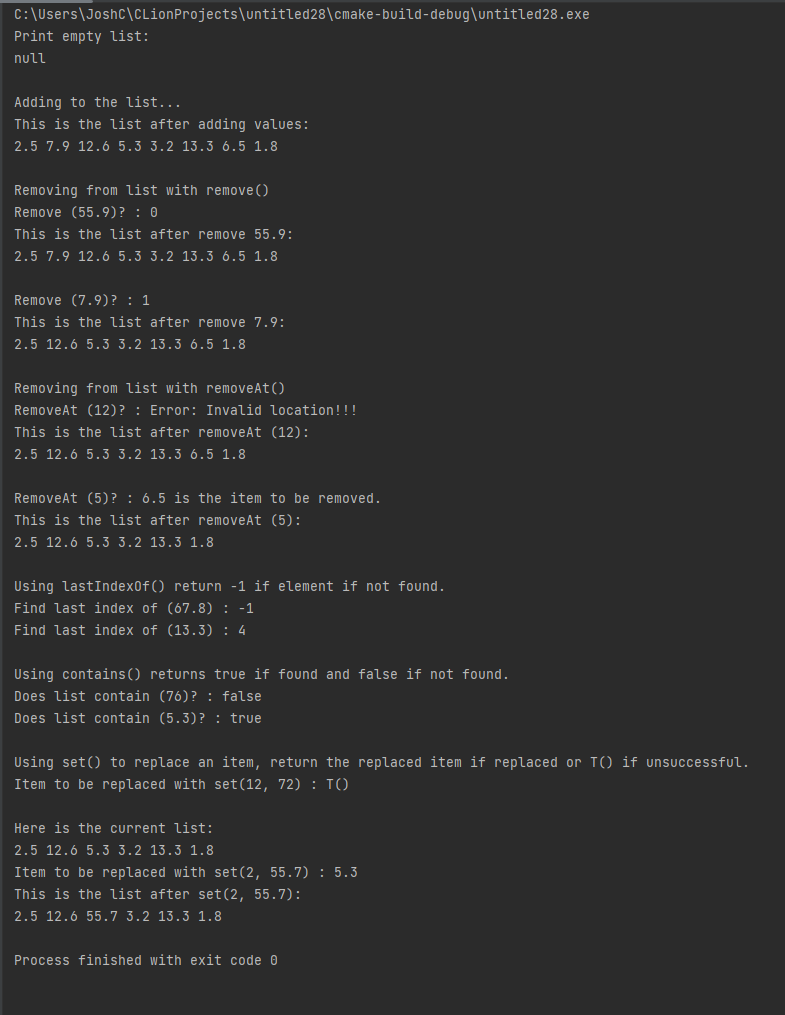 C:\Users\JoshC\CLionProjects\untitled28\cmake-build-debug\untitled28.exe
Print empty list:
null
Adding to the list...
This is the list after adding values:
2.5 7.9 12.6 5.3 3.2 13.3 6.5 1.8
Removing from list with remove()
Remove (55.9)? : 0
This is the list after remove 55.9:
2.5 7.9 12.6 5.3 3.2 13.3 6.5 1.8
Remove (7.9)? : 1
This is the list after remove 7.9:
2.5 12.6 5.3 3.2 13.3 6.5 1.8
Removing from list with removeAt()
RemoveAt (12)? : Error: Invalid location!!!
This is the list after removeAt (12):
2.5 12.6 5.3 3.2 13.3 6.5 1.8
RemoveAt (5)? : 6.5 is the item to be removed.
This is the list after removeAt (5):
2.5 12.6 5.3 3.2 13.3 1.8
Using lastIndexOf() return -1 if element if not found.
Find last index of (67.8) : -1
Find last index of (13.3) : 4
Using contains() returns true if found and false if not found.
Does list contain (76)? : false
Does list contain (5.3)? : true
Using set() to replace an item, return the replaced item if replaced or T() if unsuccessful.
Item to be replaced with set(12, 72) : T()
Here is the current list:
2.5 12.6 5.3 3.2 13.3 1.8
Item to be replaced with set(2, 55.7) : 5.3
This is the list after set(2, 55.7):
2.5 12.6 55.7 3.2 13.3 1.8
Process finished with exit code 0